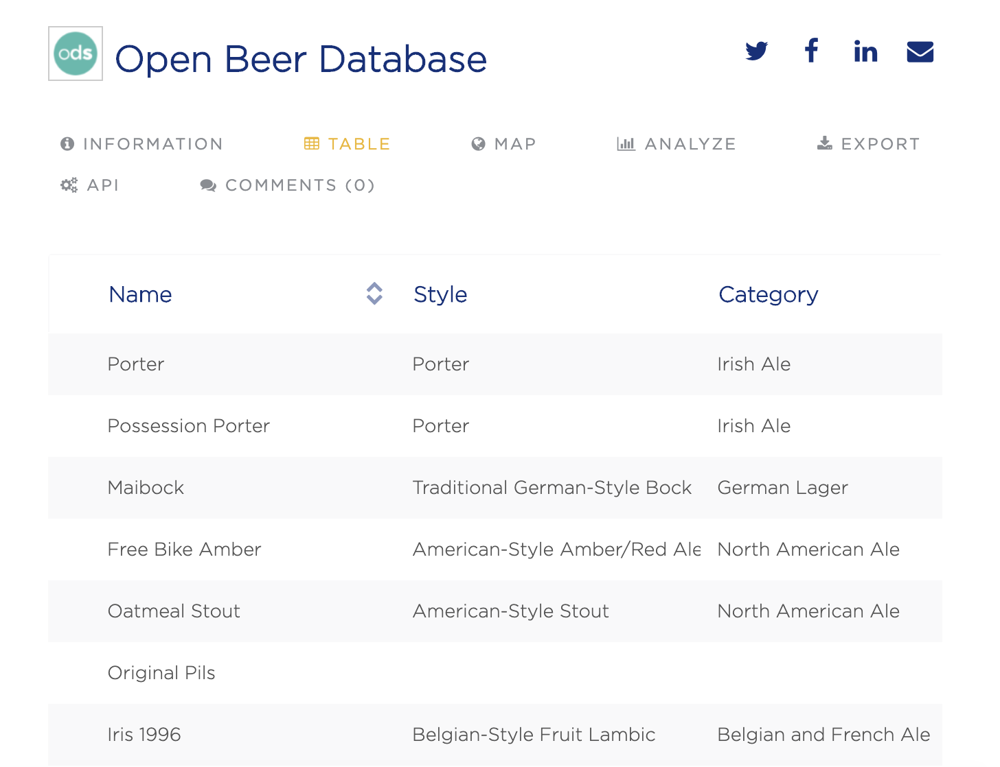 ods
Open Beer Database
INFORMATION TABLE MAP ANALYZE EXPORT
API COMMENTS (0)
Name Style Category
Porter Porter Irish Ale
Possession Porter Porter Irish Ale
Maibock Traditional German-Style Bock German Lager
Free Bike Amber American-Style Amber/Red Ale North American Ale
Oatmeal Stout American-Style Stout North American Ale
Original Pils
Iris 1996 Belgian-Style Fruit Lambic Belgian and French Ale